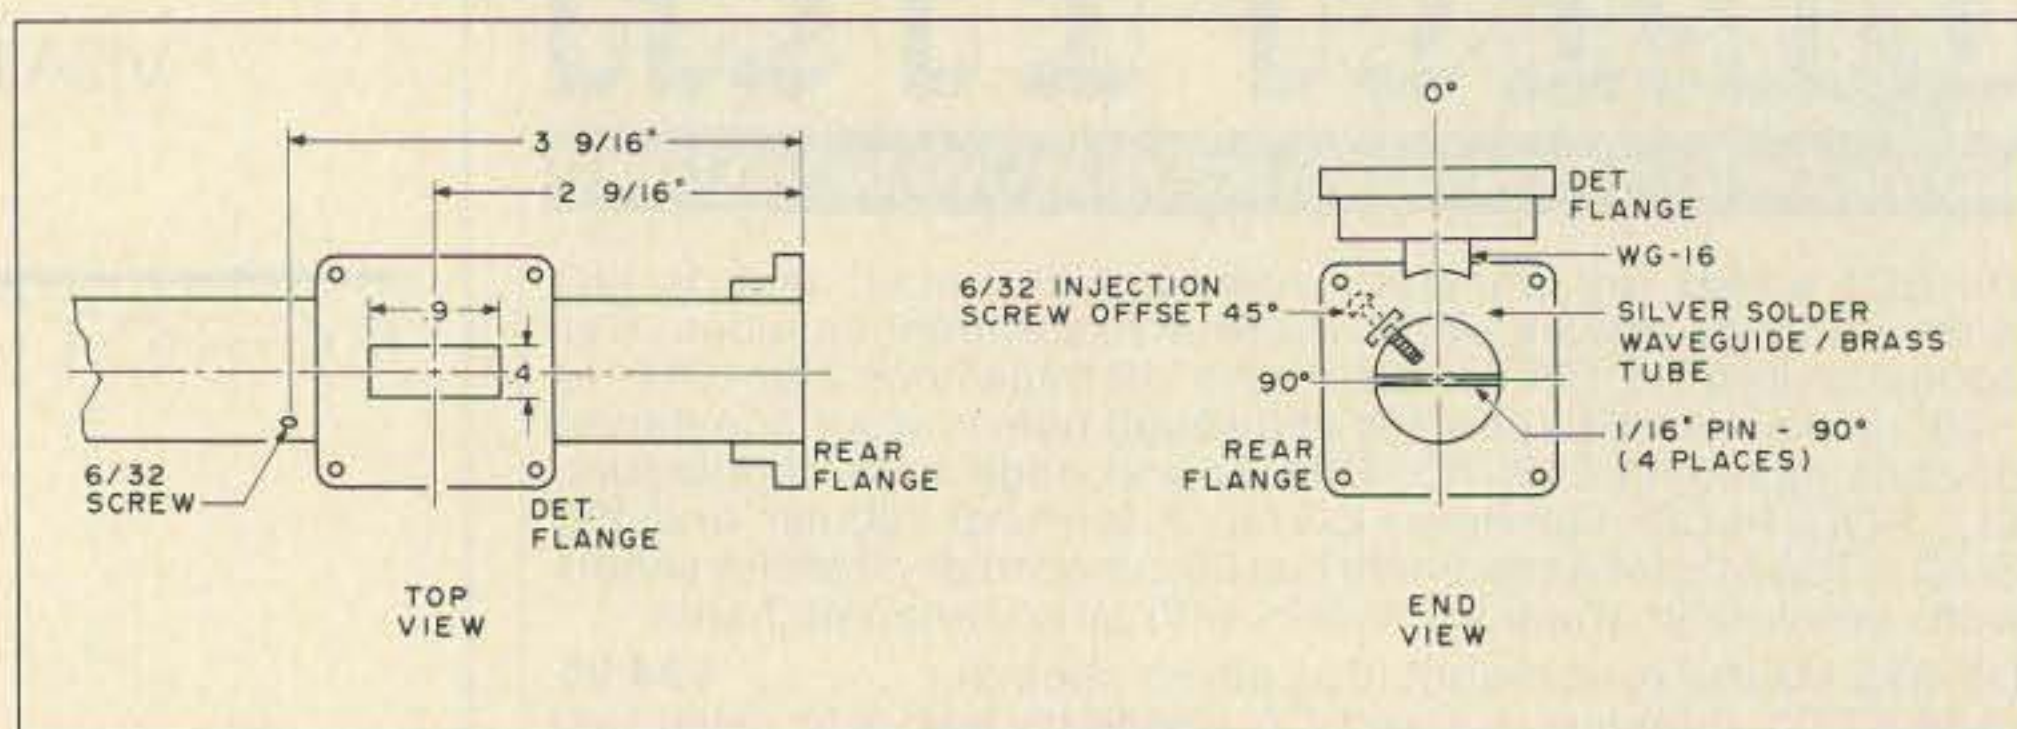 3 9/16"
2 9/16"
.9
.4
6/32
SCREW
DET.
FLANGE
REAR
FLANGE
TOP
VIEW
0°
DET.
FLANGE
WG-16
6/32 INJECTION
SCREW OFFSET 45°
SILVER SOLDER
WAVEGUIDE / BRASS
TUBE
90°
1/16" PIN - 90°
(4 PLACES)
REAR
FLANGE
END
VIEW